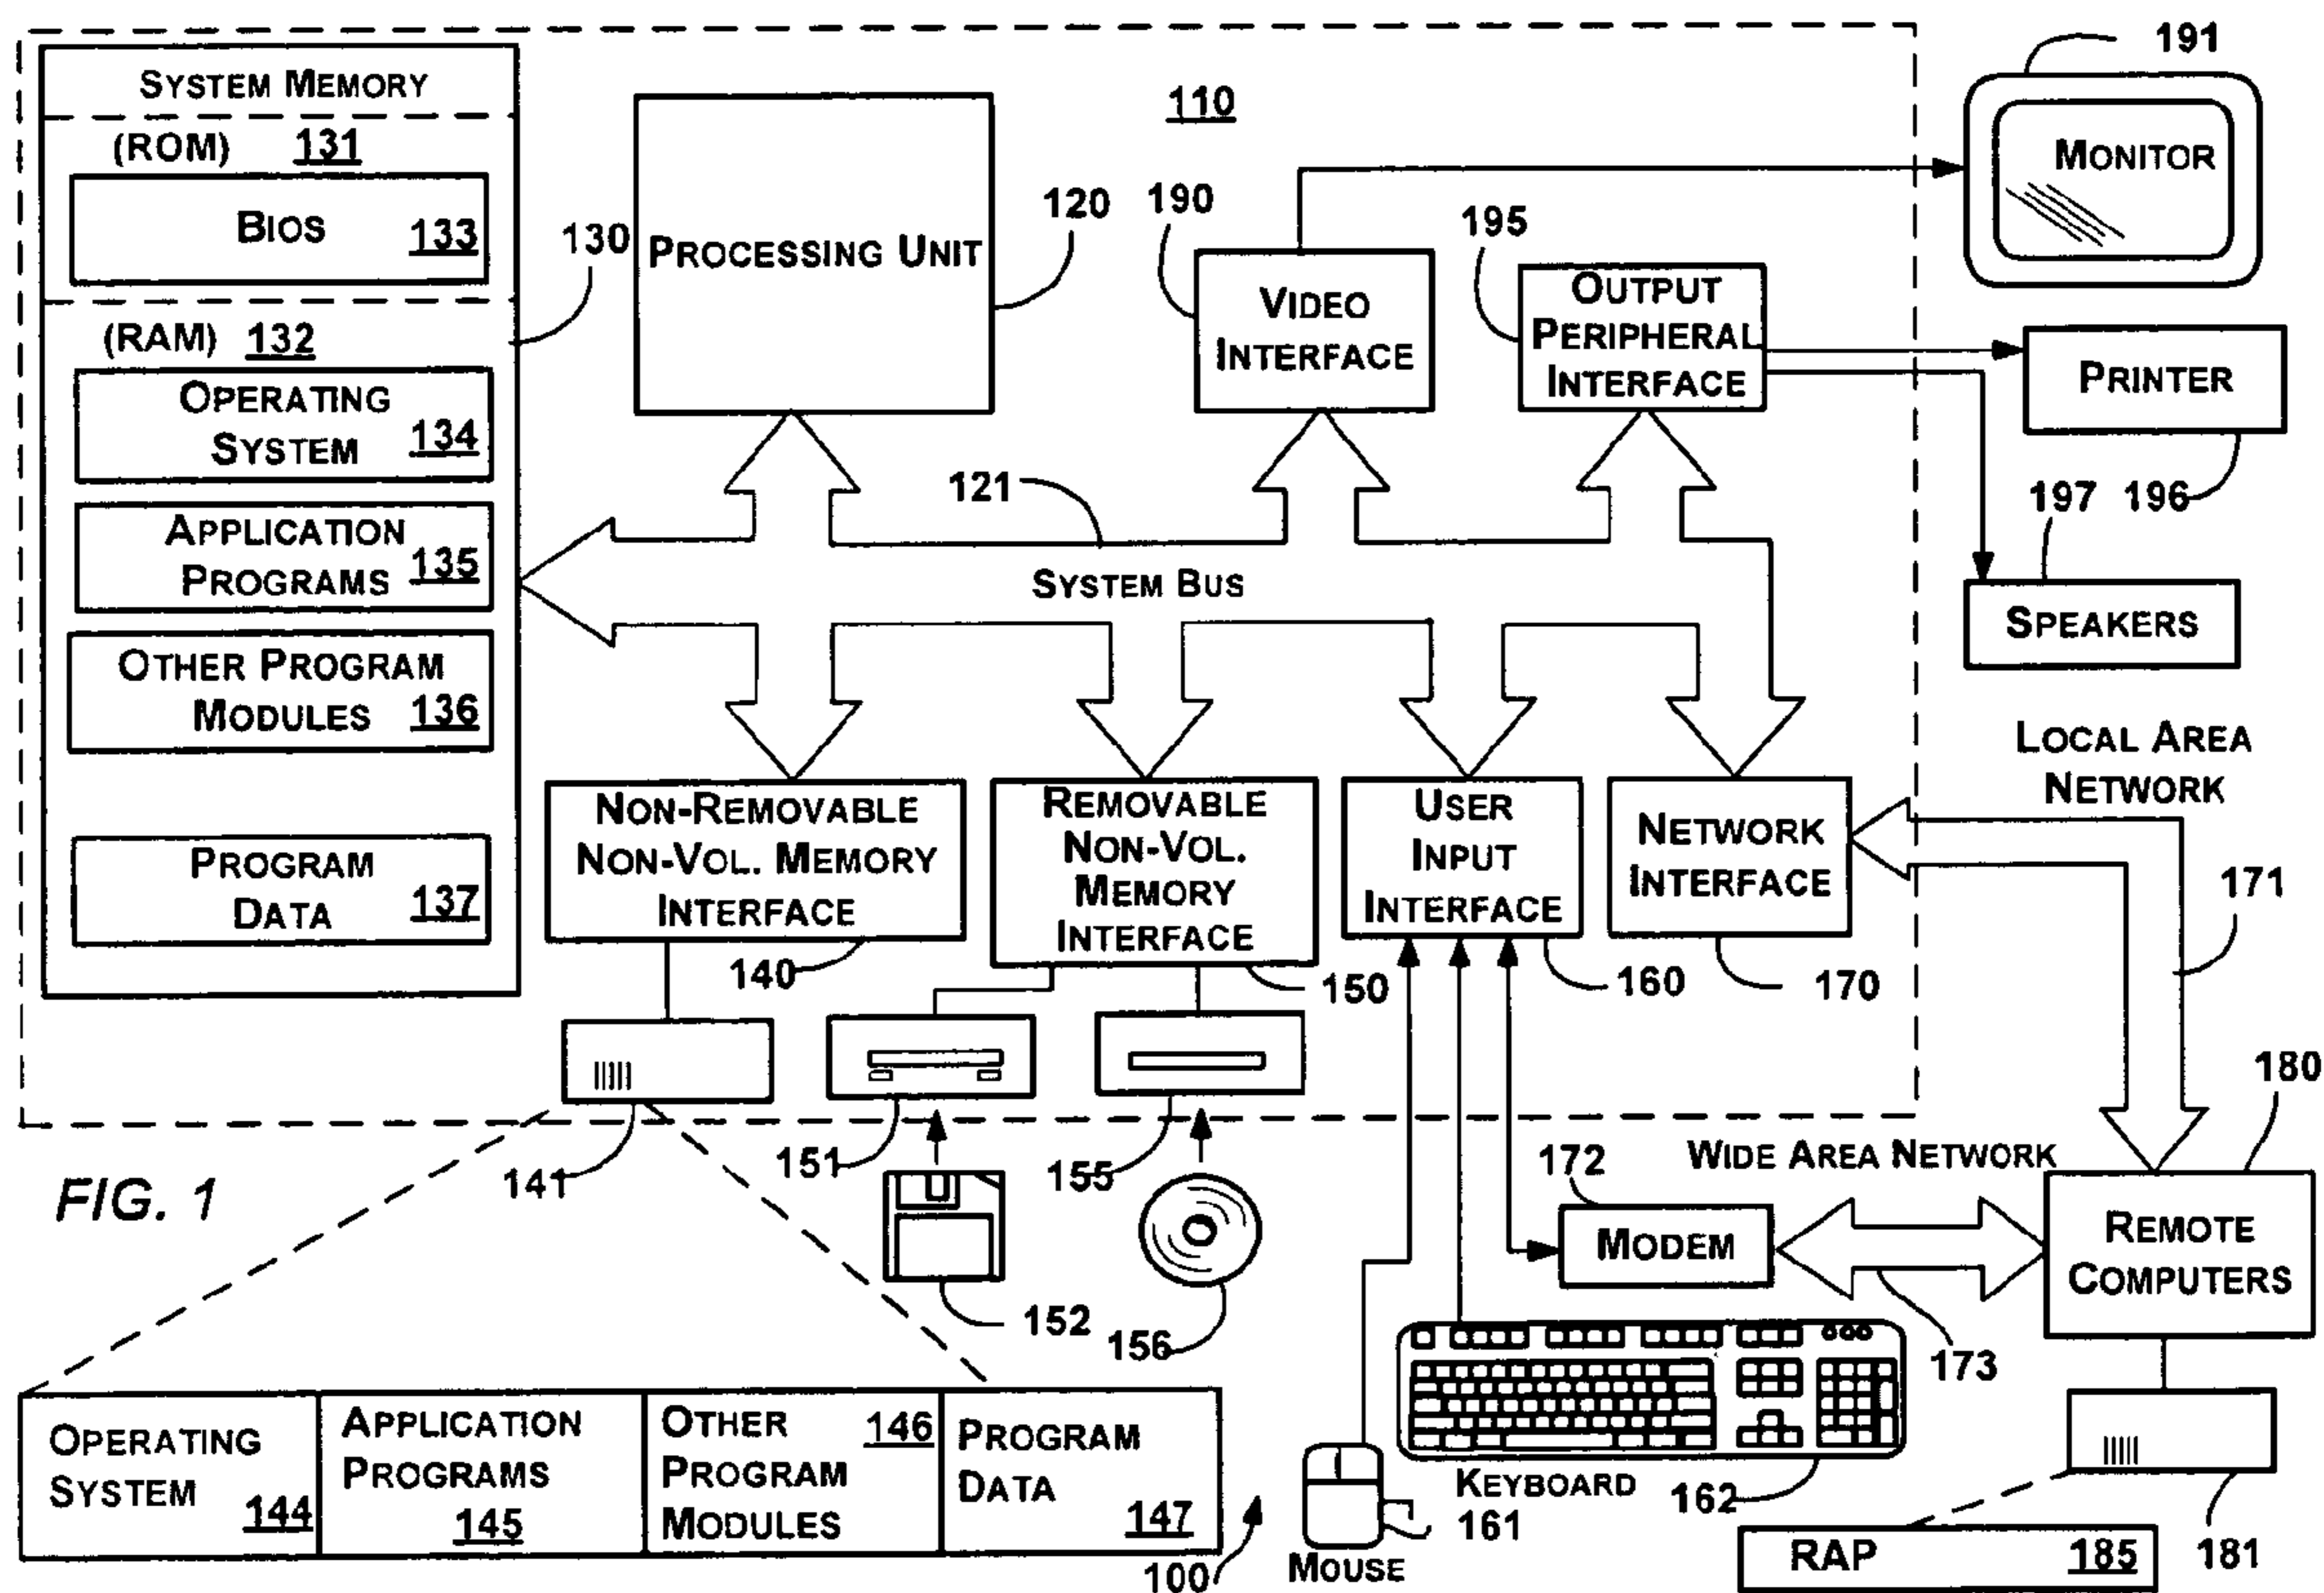 SYSTEM MEMORY
(ROM) 131
BIOS 133
(RAM) 132
OPERATING
SYSTEM 134
APPLICATION
PROGRAMS 135
OTHER PROGRAM
MODULES 136
PROGRAM
DATA 137
130
PROCESSING UNIT
120
110
190
VIDEO
INTERFACE
195
OUTPUT
PERIPHERAL
INTERFACE
191
MONITOR
PRINTER
197 196
SPEAKERS
121
SYSTEM BUS
NON-REMOVABLE
NON-VOL. MEMORY
INTERFACE
140
REMOVABLE
NON-VOL.
MEMORY
INTERFACE
150
USER
INPUT
INTERFACE
160
NETWORK
INTERFACE
170
LOCAL AREA
NETWORK
171
180
141
151
155
152
156
FIG. 1
172
WIDE AREA NETWORK
MODEM
173
REMOTE
COMPUTERS
OPERATING
SYSTEM 144
APPLICATION
PROGRAMS
145
OTHER 146
PROGRAM
MODULES
PROGRAM
DATA
147
100
MOUSE
161
KEYBOARD
162
181
RAP 185